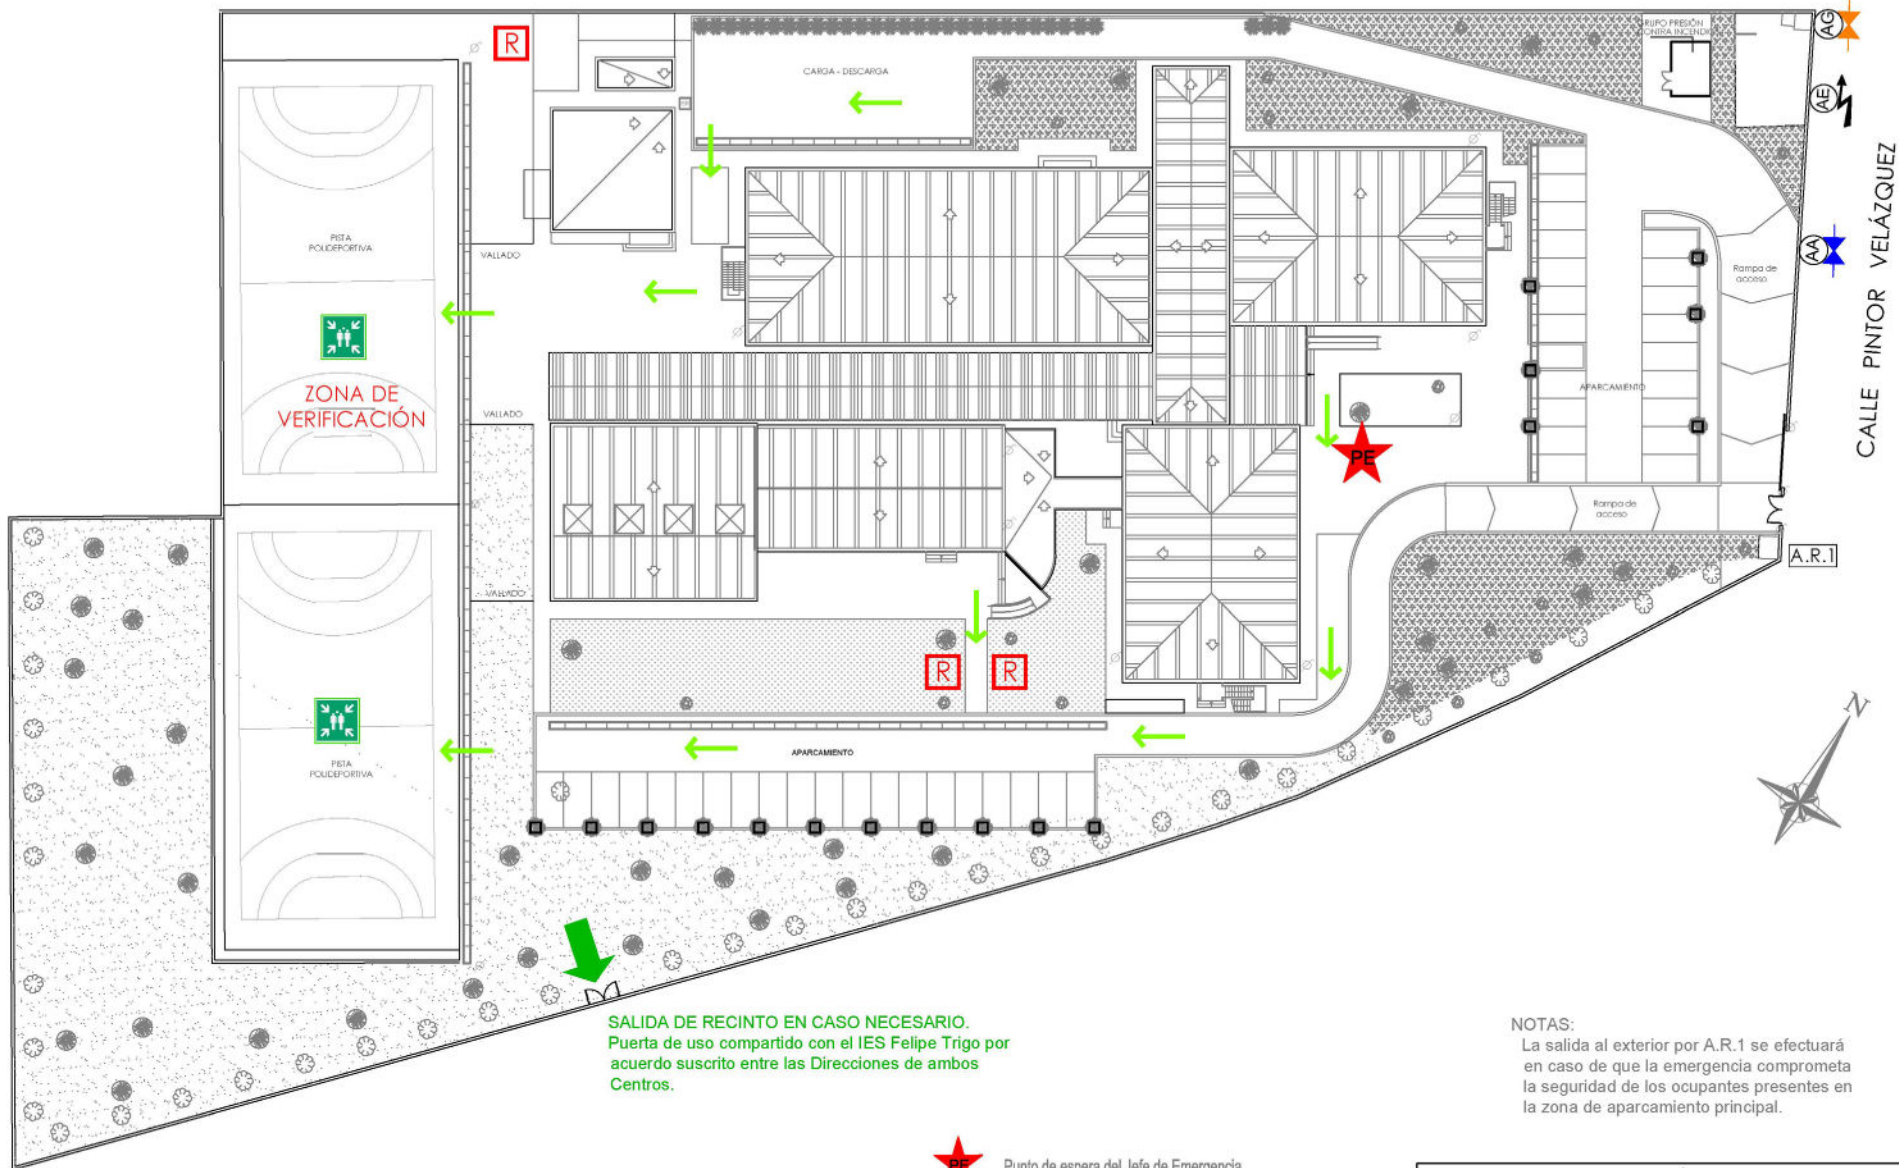 R
CARGA - DESCARGA
GRUPO PRESIÓN
CONTRA INCENDIO
AG
AE
AA
CALLE PINTOR VELÁZQUEZ
PISTA
POLIDEPORTIVA
VALLADO
Rampa de
acceso
ZONA DE
VERIFICACIÓN
VALLADO
APARCAMIENTO
PE
Rampa de
acceso
A.R.1
VALLADO
R
R
N
APARCAMIENTO
PISTA
POLIDEPORTIVA
SALIDA DE RECINTO EN CASO NECESARIO.
Puerta de uso compartido con el IES Felipe Trigo por
acuerdo suscrito entre las Direcciones de ambos
Centros.
NOTAS:
La salida al exterior por A.R.1 se efectuará
en caso de que la emergencia comprometa
la seguridad de los ocupantes presentes en
la zona de aparcamiento principal.
PE
Punto de espera del Jefe de Emergencia